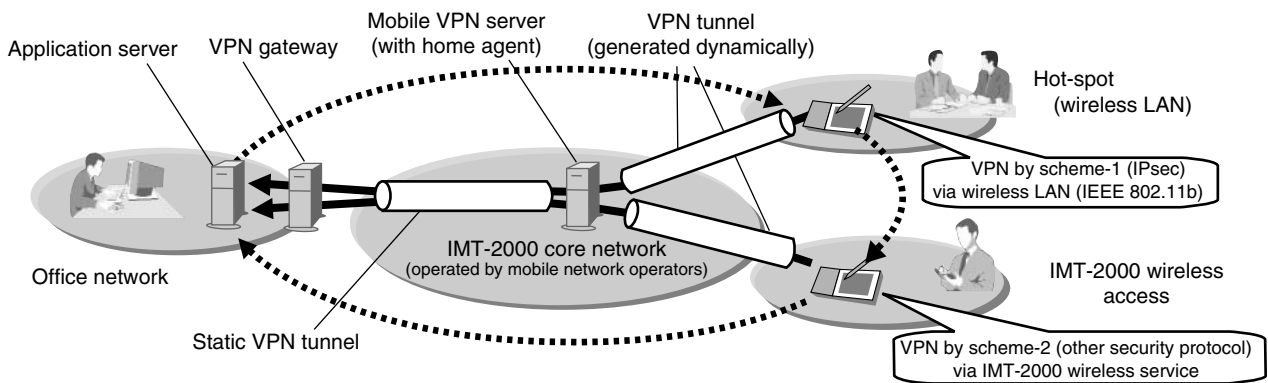 Application server
VPN gateway
Mobile VPN server
(with home agent)
VPN tunnel
(generated dynamically)
Hot-spot
(wireless LAN)
VPN by scheme-1 (IPsec)
via wireless LAN (IEEE 802.11b)
IMT-2000 core network
(operated by mobile network operators)
Office network
IMT-2000 wireless
access
Static VPN tunnel
VPN by scheme-2 (other security protocol)
via IMT-2000 wireless service